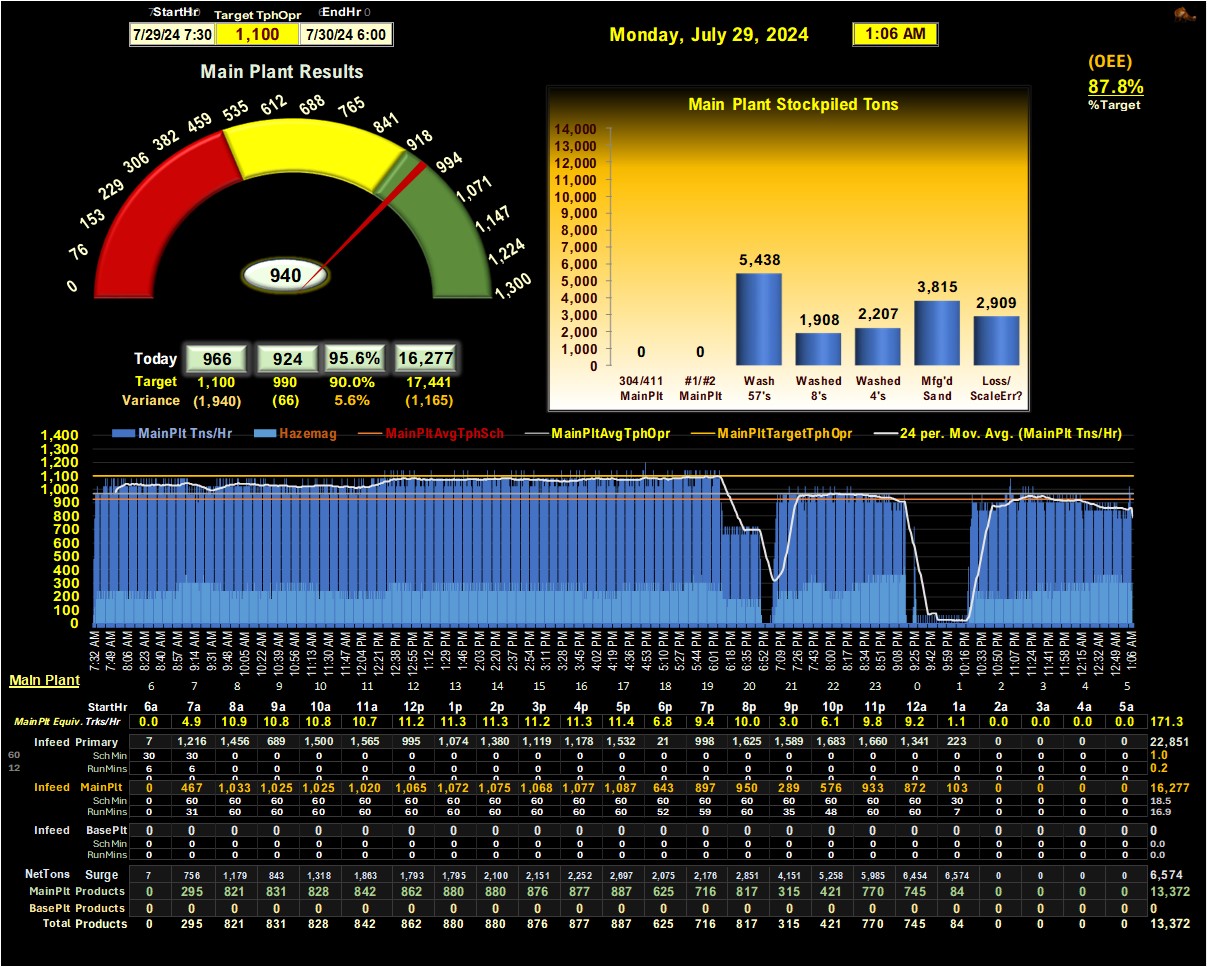 StartHr Target TphOpr EndHr
7/29/24 7:30 1,100 7/30/24 6:00
Monday, July 29, 2024 1:06 AM
(OEE)
87.8%
%Target
Main Plant Results
0 76 153 229 306 382 459 535 612 688 765 841 918 994 1,071 1,147 1,224 1,300
940
Today 966 924 95.6% 16,277
Target 1,100 990 90.0% 17,441
Variance (1,940) (66) 5.6% (1,165)
Main Plant Stockpiled Tons
14,000
13,000
12,000
11,000
10,000
9,000
8,000
7,000
6,000
5,000
4,000
3,000
2,000
1,000
0
0 0 5,438 1,908 2,207 3,815 2,909
304/411 #1/#2 Wash Washed Washed Mfg'd Loss/
MainPlt MainPlt 57's 8's 4's Sand ScaleErr?
MainPlt Tns/Hr Hazemag MainPltAvgTphSch MainPltAvgTphOpr MainPltTargetTphOpr 24 per. Mov. Avg. (MainPlt Tns/Hr)
1,400
1,300
1,200
1,100
1,000
900
800
700
600
500
400
300
200
100
0
7:32 AM 7:48 AM 8:06 AM 8:23 AM 8:40 AM 8:57 AM 9:14 AM 9:31 AM 9:48 AM 10:05 AM 10:22 AM 10:39 AM 10:56 AM 11:13 AM 11:30 AM 11:47 AM 12:04 PM 12:21 PM 12:38 PM 12:55 PM 1:12 PM 1:29 PM 1:46 PM 2:03 PM 2:20 PM 2:37 PM 2:54 PM 3:11 PM 3:28 PM 3:45 PM 4:02 PM 4:19 PM 4:36 PM 4:53 PM 5:10 PM 5:27 PM 5:44 PM 6:01 PM 6:18 PM 6:35 PM 6:52 PM 7:09 PM 7:26 PM 7:43 PM 8:00 PM 8:17 PM 8:34 PM 8:51 PM 9:08 PM 9:25 PM 9:42 PM 9:59 PM 10:16 PM 10:33 PM 10:50 PM 11:07 PM 11:24 PM 11:41 PM 11:58 PM 12:15 AM 12:32 AM 12:49 AM 1:06 AM
Main Plant 6 7 8 9 10 11 12 13 14 15 16 17 18 19 20 21 22 23 0 1 2 3 4 5
StartHr 6a 7a 8a 9a 10a 11a 12p 1p 2p 3p 4p 5p 6p 7p 8p 9p 10p 11p 12a 1a 2a 3a 4a 5a
MainPlt Equiv. Trks/Hr 0.0 4.9 10.9 10.8 10.8 10.7 11.2 11.3 11.3 11.2 11.3 11.4 6.8 9.4 10.0 3.0 6.1 9.8 9.2 1.1 0.0 0.0 0.0 0.0 171.3
Infeed Primary 7 1,216 1,456 689 1,500 1,565 995 1,074 1,380 1,119 1,178 1,532 21 998 1,625 1,589 1,683 1,660 1,341 223 0 0 0 0 22,851
60 SchMin 30 30 0 0 0 0 0 0 0 0 0 0 0 0 0 0 0 0 0 0 0 0 0 0 1.0
12 RunMins 6 6 0 0 0 0 0 0 0 0 0 0 0 0 0 0 0 0 0 0 0 0 0 0 0.2
Infeed MainPlt 0 467 1,033 1,025 1,025 1,020 1,065 1,072 1,075 1,068 1,077 1,087 643 897 950 289 576 933 872 103 0 0 0 0 16,277
SchMin 0 60 60 60 60 60 60 60 60 60 60 60 60 60 60 60 60 60 60 30 0 0 0 0 18.5
RunMins 0 31 60 60 60 60 60 60 60 60 60 60 52 59 60 35 48 60 60 7 0 0 0 0 16.9
Infeed BasePlt 0 0 0 0 0 0 0 0 0 0 0 0 0 0 0 0 0 0 0 0 0 0 0 0 0
SchMin 0 0 0 0 0 0 0 0 0 0 0 0 0 0 0 0 0 0 0 0 0 0 0 0 0.0
RunMins 0 0 0 0 0 0 0 0 0 0 0 0 0 0 0 0 0 0 0 0 0 0 0 0 0.0
NetTons Surge 7 756 1,179 843 1,318 1,863 1,793 1,795 2,100 2,151 2,252 2,697 2,075 2,176 2,851 4,151 5,258 5,985 6,454 6,574 0 0 0 0 6,574
MainPlt Products 0 295 821 831 828 842 862 880 880 876 877 887 625 716 817 315 421 770 745 84 0 0 0 0 13,372
BasePlt Products 0 0 0 0 0 0 0 0 0 0 0 0 0 0 0 0 0 0 0 0 0 0 0 0 0
Total Products 0 295 821 831 828 842 862 880 880 876 877 887 625 716 817 315 421 770 745 84 0 0 0 0 13,372